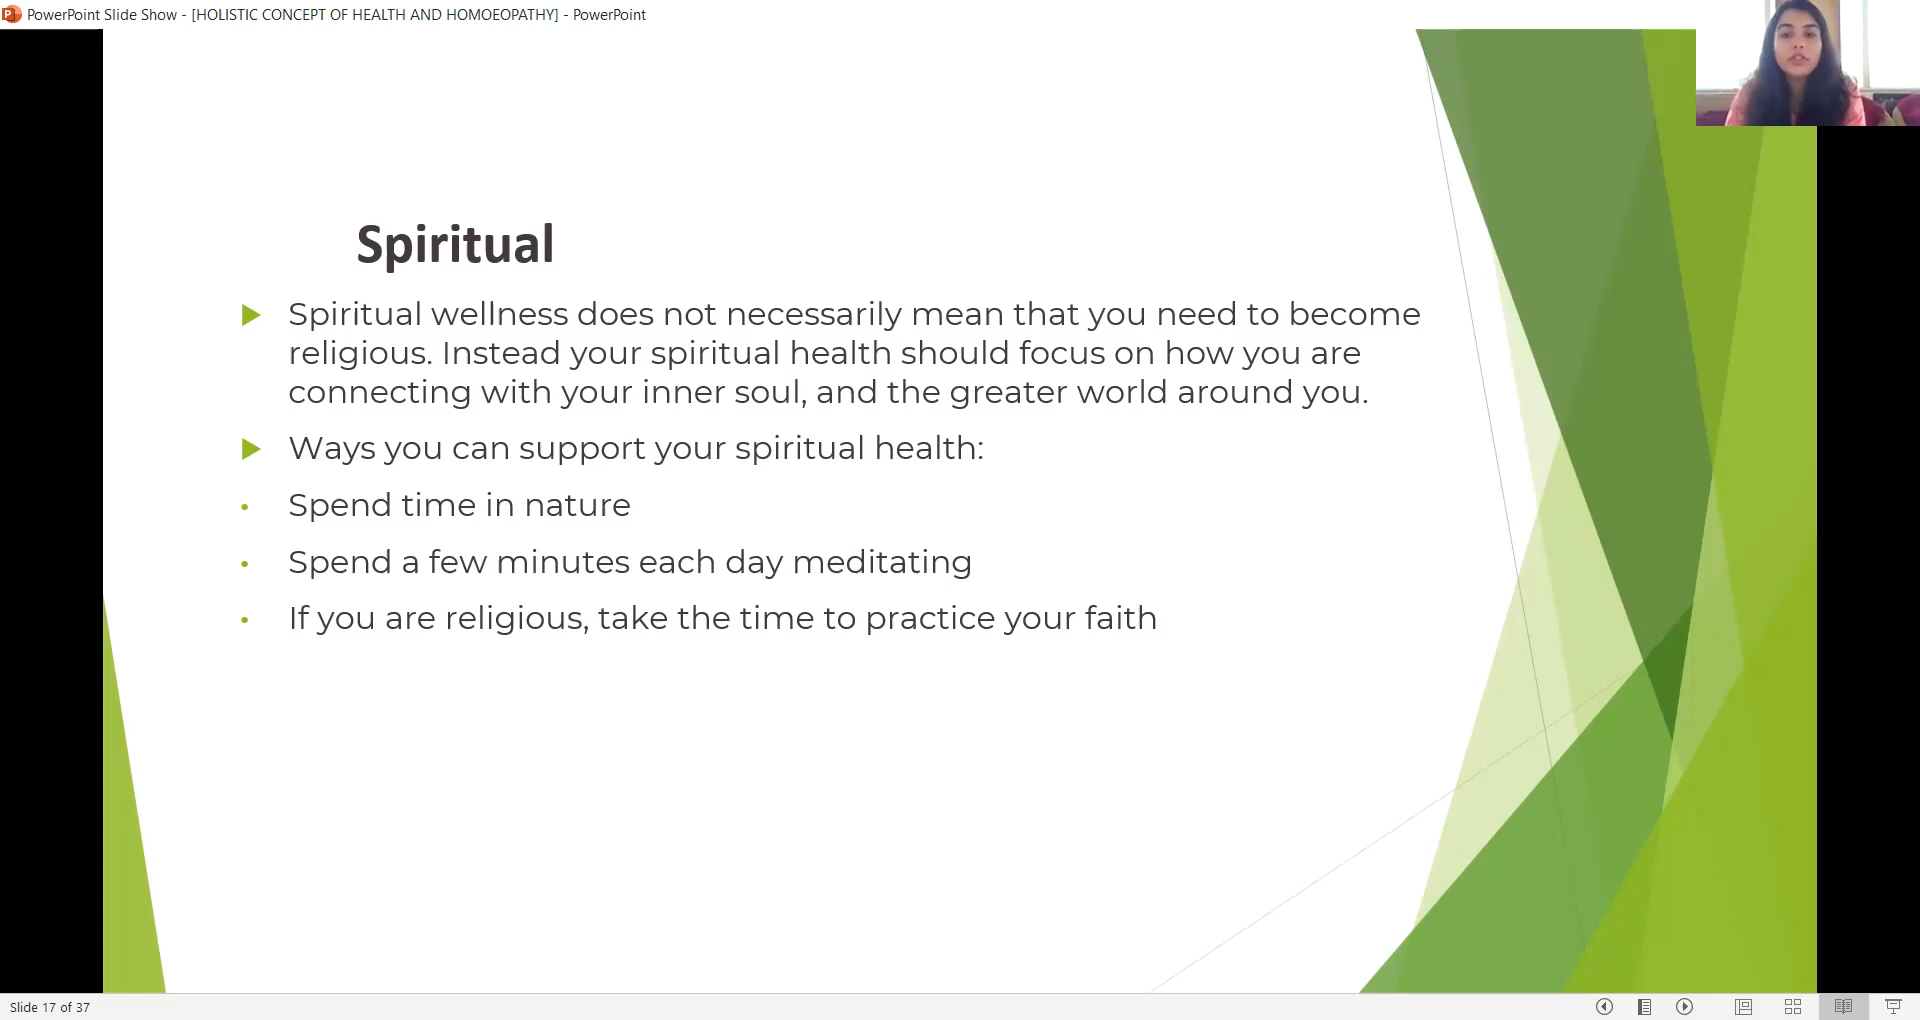 PowerPoint Slide Show - [HOLISTIC CONCEPT OF HEALTH AND HOMOEOPATHY] - PowerPoint
Spiritual
Spiritual wellness does not necessarily mean that you need to become
religious. Instead your spiritual health should focus on how you are
connecting with your inner soul, and the greater world around you.
Ways you can support your spiritual health:
Spend time in nature
Spend a few minutes each day meditating
If you are religious, take the time to practice your faith
Slide 17 of 37